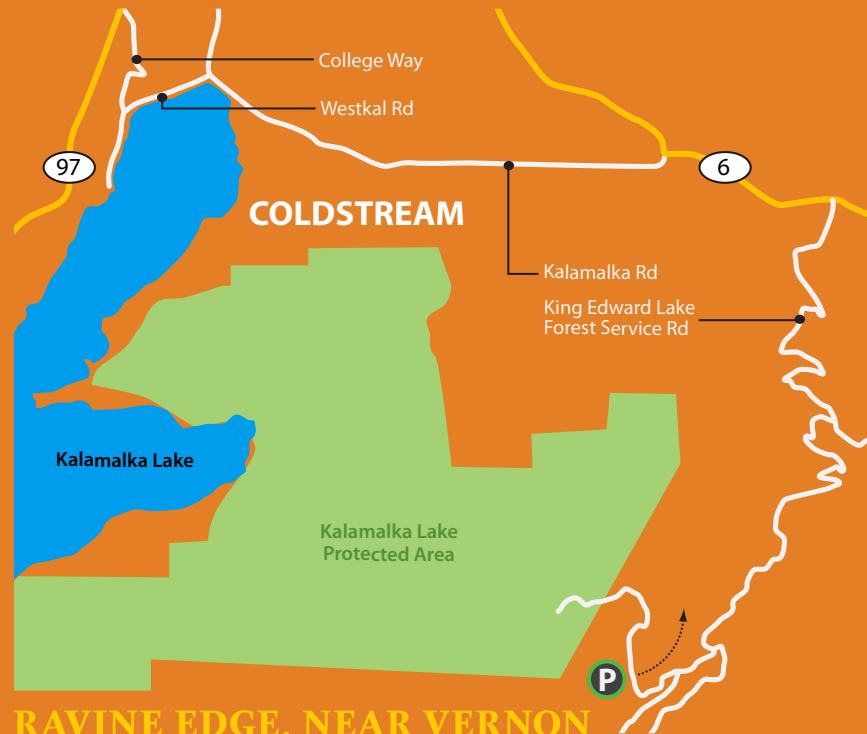 College Way
Westkal Rd
97
6
COLDSTREAM
Kalamalka Rd
King Edward Lake
Forest Service Rd
Kalamalka Lake
Kalamalka Lake
Protected Area
P
RAVINE EDGE, NEAR VERNON